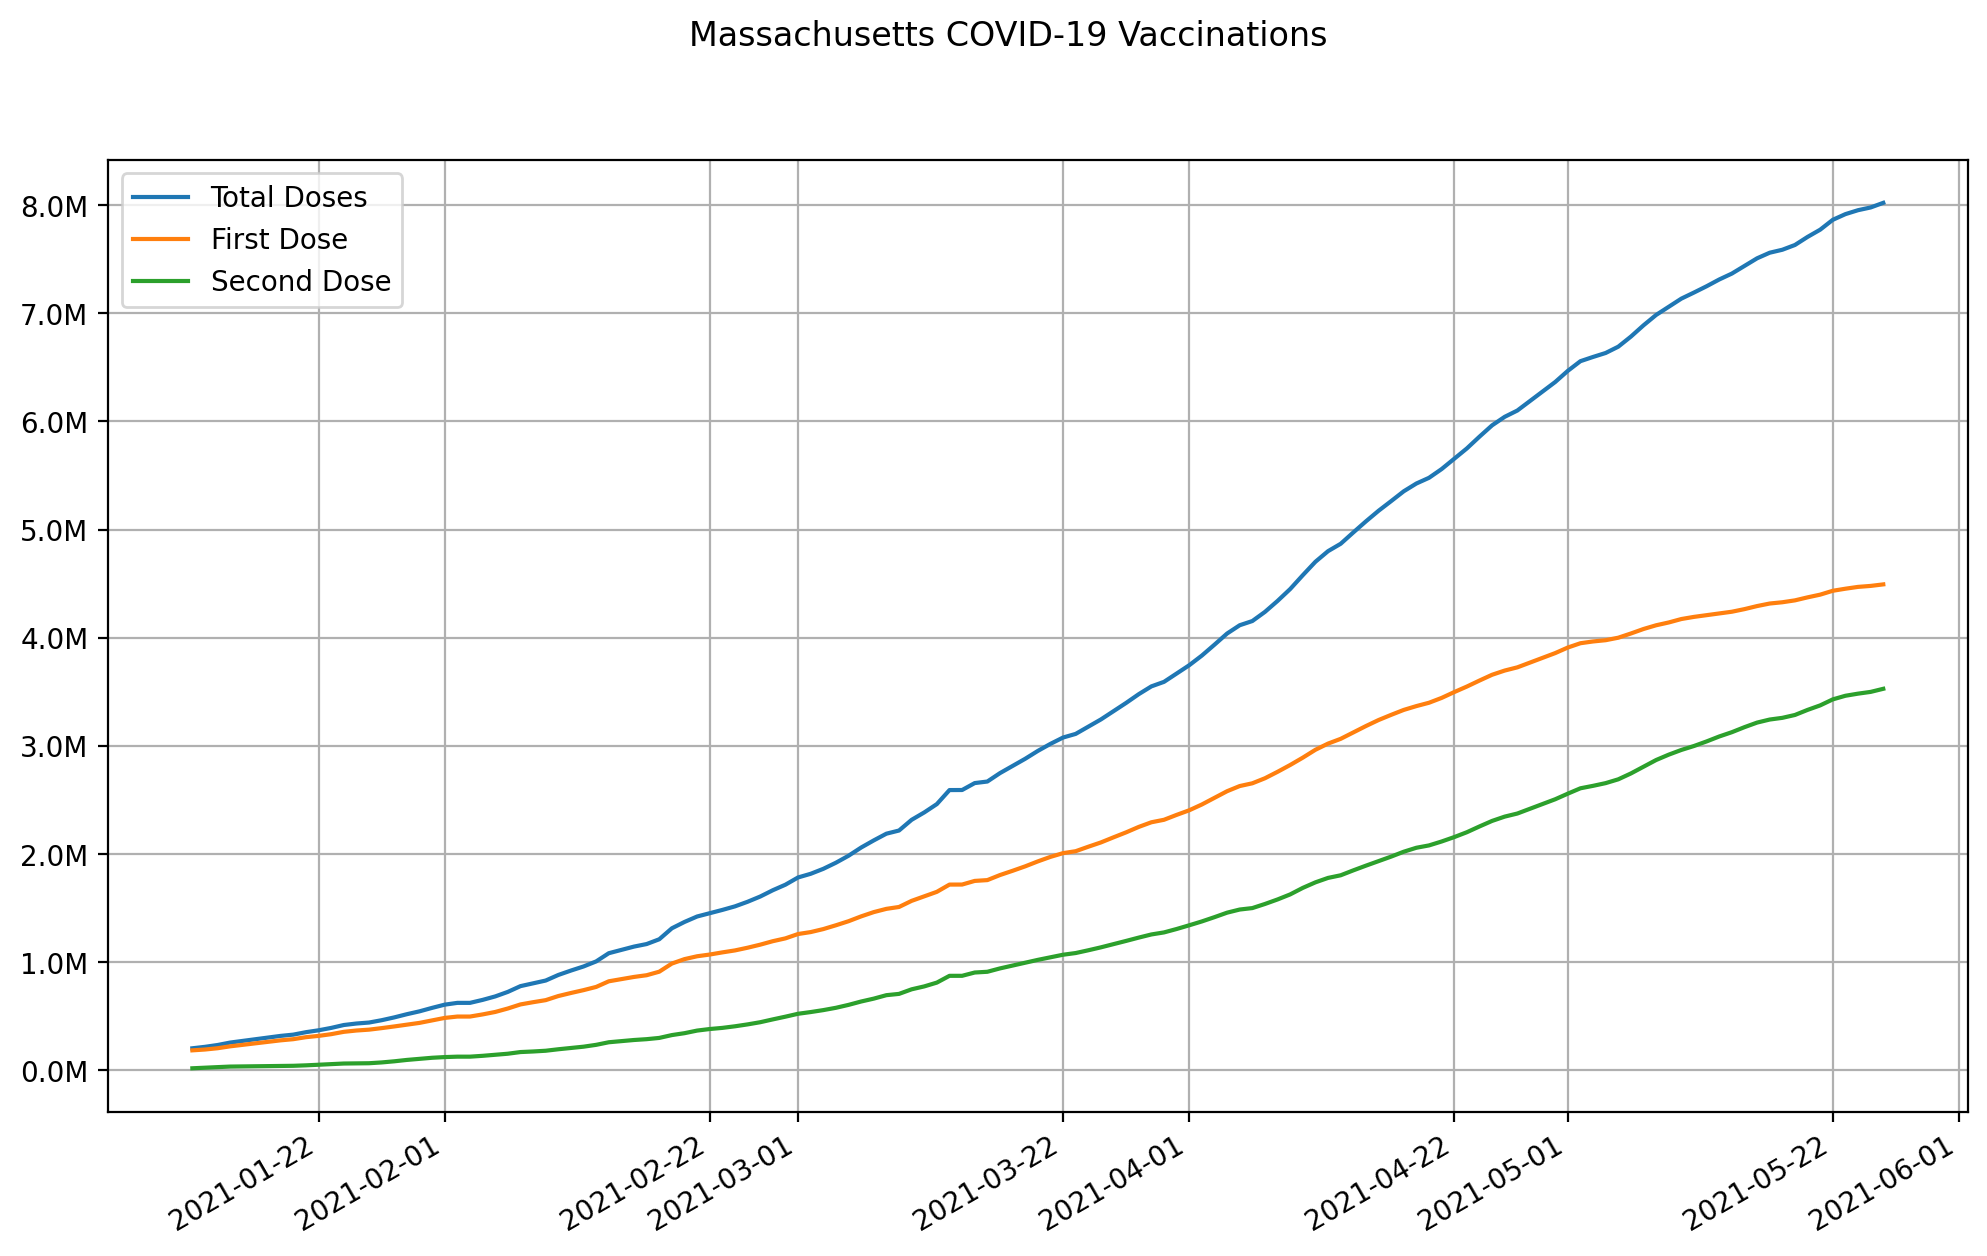 Massachusetts COVID-19 Vaccinations
Total Doses
First Dose
Second Dose
8.0M
7.0M
6.0M
5.0M
4.0M
3.0M
2.0M
1.0M
0.0M
2021-01-22
2021-02-01
2021-02-22
2021-03-01
2021-03-22
2021-04-01
2021-04-22
2021-05-01
2021-05-22
2021-06-01